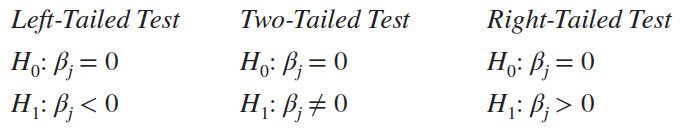 Left-Tailed Test Two-Tailed Test Right-Tailed Test
H₀: βⱼ = 0 H₀: βⱼ = 0 H₀: βⱼ = 0
H₁: βⱼ < 0 H₁: βⱼ ≠ 0 H₁: βⱼ > 0